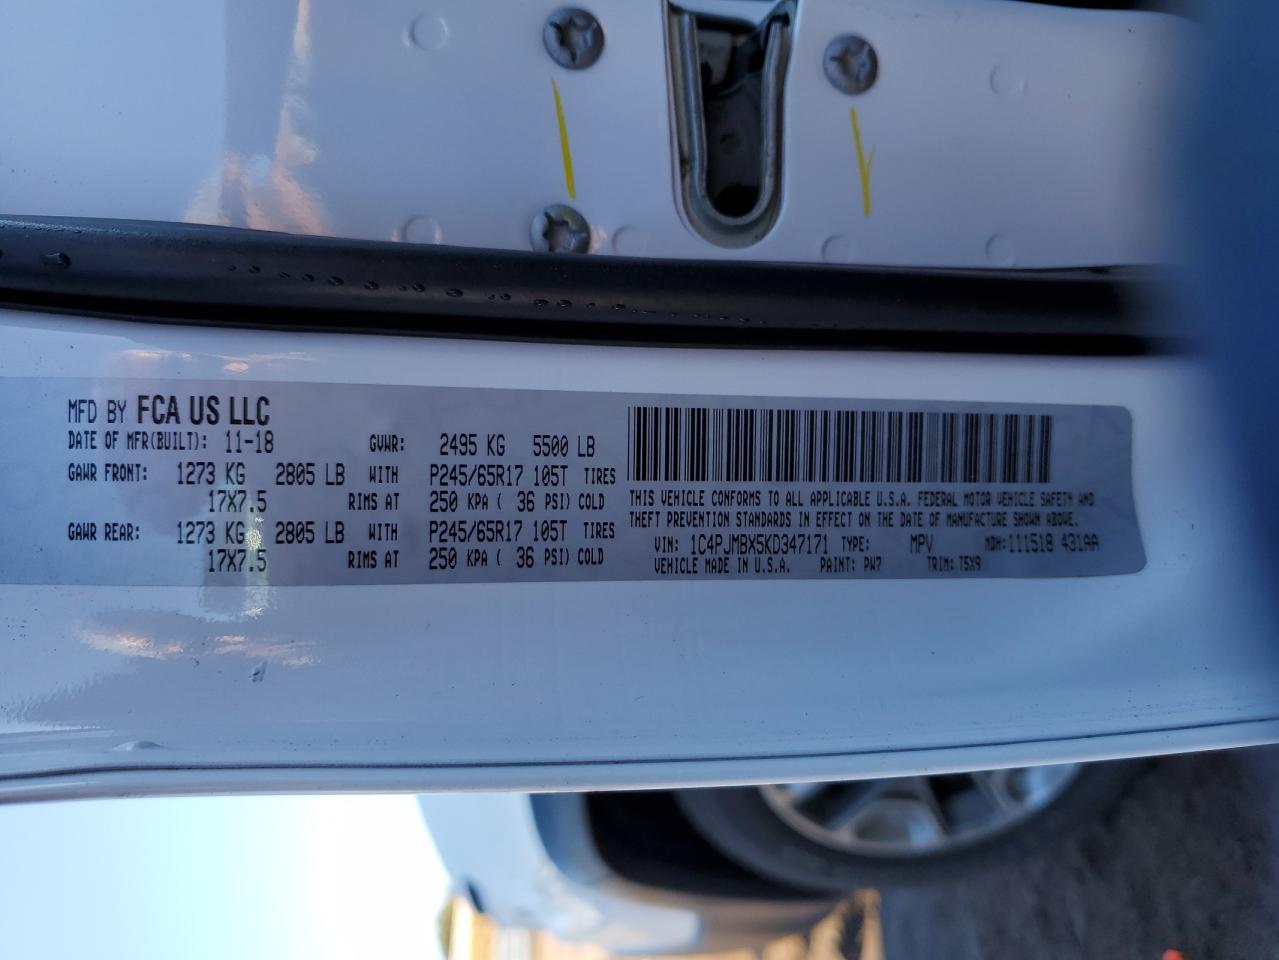 MFD BY FCA US LLC
DATE OF MFR(BUILT): 11-18 GVWR: 2495 KG 5500 LB
GAWR FRONT: 1273 KG 2805 LB WITH P245/65R17 105T TIRES
17X7.5 RIMS AT 250 KPA ( 36 PSI) COLD
GAWR REAR: 1273 KG 2805 LB WITH P245/65R17 105T TIRES
17X7.5 RIMS AT 250 KPA ( 36 PSI) COLD
THIS VEHICLE CONFORMS TO ALL APPLICABLE U.S.A. FEDERAL MOTOR VEHICLE SAFETY AND
THEFT PREVENTION STANDARDS IN EFFECT ON THE DATE OF MANUFACTURE SHOWN ABOVE.
VIN: 1C4PJMBX5KD347171 TYPE: MPV MDH: 111518 431AA
VEHICLE MADE IN U.S.A. PAINT: PW7 TRIM: T5X9